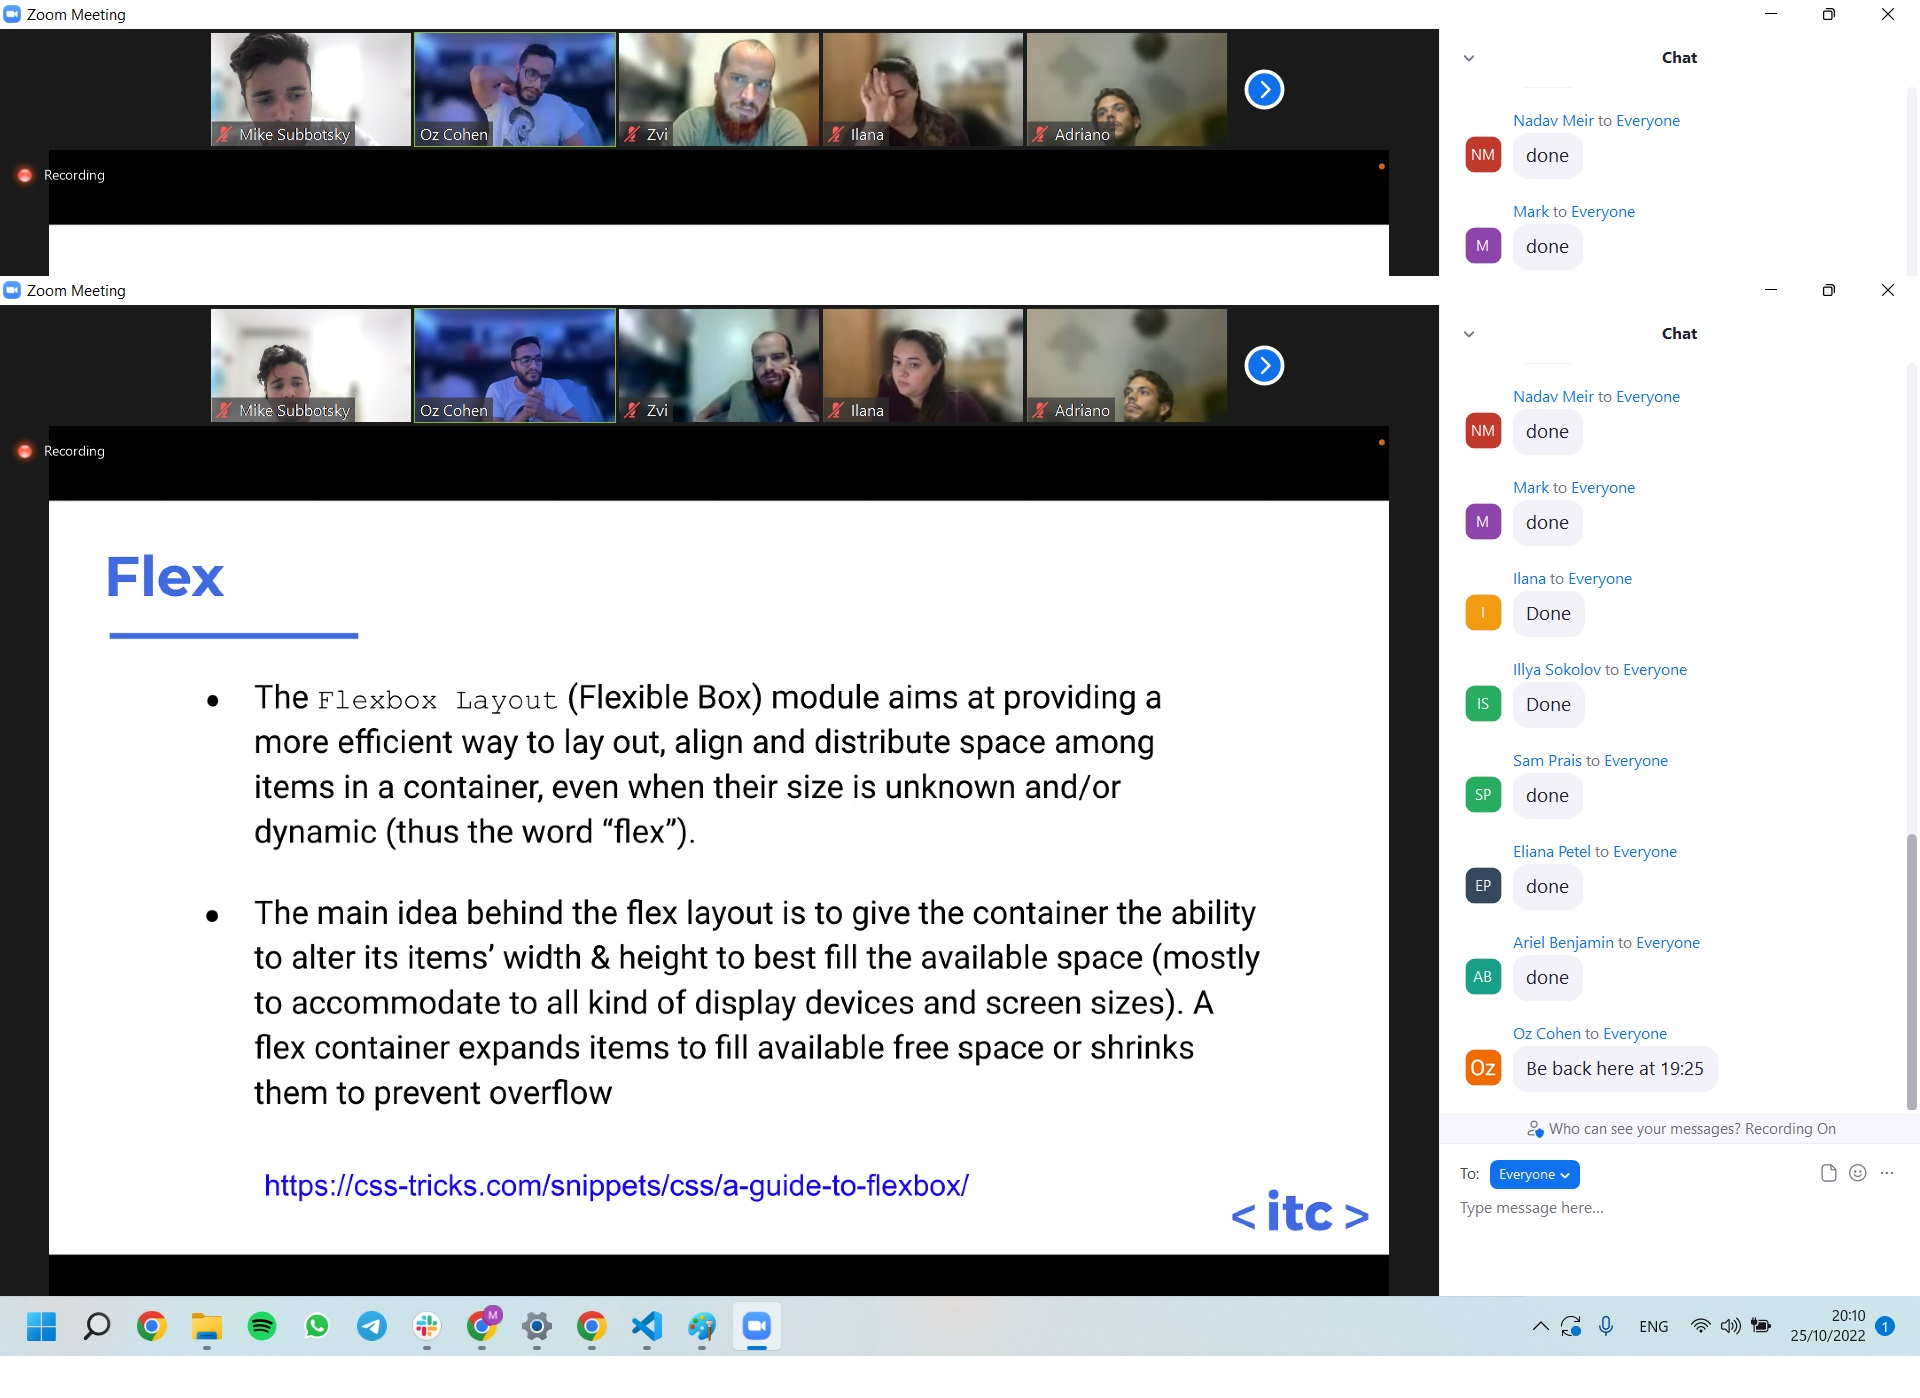 Zoom Meeting
Mike Subbotsky
Oz Cohen
Zvi
Ilana
Adriano
Recording
Chat
Nadav Meir to Everyone
NM
done
Mark to Everyone
M
done
Zoom Meeting
Mike Subbotsky
Oz Cohen
Zvi
Ilana
Adriano
Recording
Flex
• The Flexbox Layout (Flexible Box) module aims at providing a
more efficient way to lay out, align and distribute space among
items in a container, even when their size is unknown and/or
dynamic (thus the word “flex”).
• The main idea behind the flex layout is to give the container the ability
to alter its items’ width & height to best fill the available space (mostly
to accommodate to all kind of display devices and screen sizes). A
flex container expands items to fill available free space or shrinks
them to prevent overflow
https://css-tricks.com/snippets/css/a-guide-to-flexbox/
< itc >
Chat
Nadav Meir to Everyone
NM
done
Mark to Everyone
M
done
Ilana to Everyone
I
Done
Illya Sokolov to Everyone
IS
Done
Sam Prais to Everyone
SP
done
Eliana Petel to Everyone
EP
done
Ariel Benjamin to Everyone
AB
done
Oz Cohen to Everyone
Oz
Be back here at 19:25
Who can see your messages? Recording On
To: Everyone
Type message here...
M
ENG
20:10
25/10/2022
1